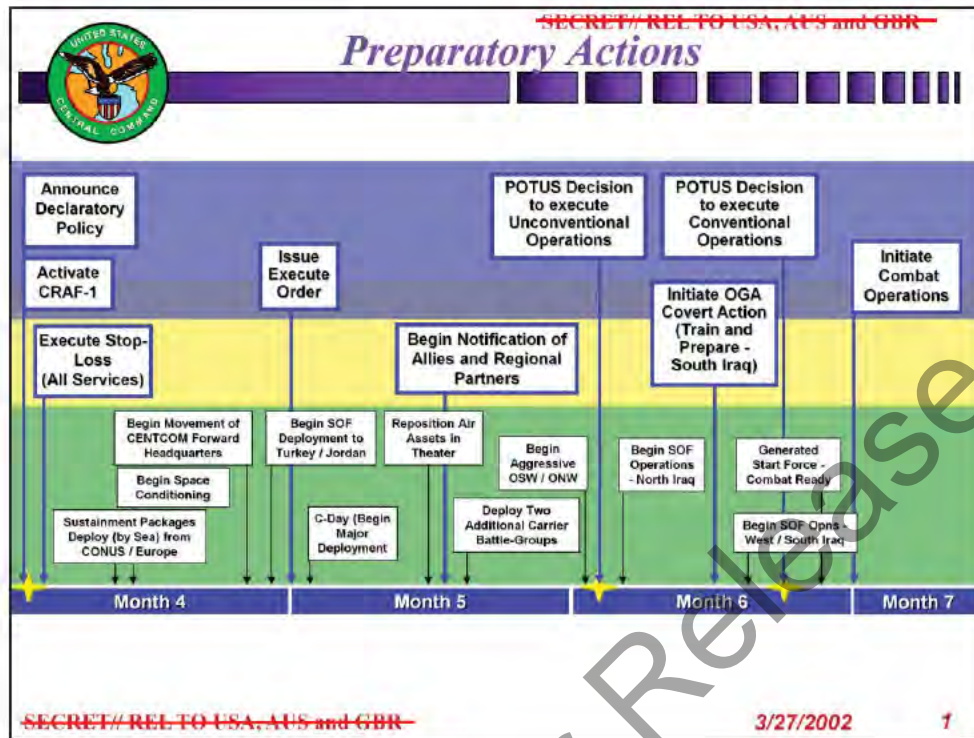 SECRET// REL TO USA, AUS and GBR
Preparatory Actions
UNITED STATES
CENTRAL COMMAND
Announce
Declaratory
Policy
Activate
CRAF-1
Execute Stop-
Loss
(All Services)
Issue
Execute
Order
POTUS Decision
to execute
Unconventional
Operations
POTUS Decision
to execute
Conventional
Operations
Initiate
Combat
Operations
Begin Notification of
Allies and Regional
Partners
Initiate OGA
Covert Action
(Train and
Prepare -
South Iraq)
Begin Movement of
CENTCOM Forward
Headquarters
Begin Space
Conditioning
Sustainment Packages
Deploy (by Sea) from
CONUS / Europe
Begin SOF
Deployment to
Turkey / Jordan
C-Day (Begin
Major
Deployment
Reposition Air
Assets in
Theater
Begin
Aggressive
OSW / ONW
Deploy Two
Additional Carrier
Battle-Groups
Begin SOF
Operations
- North Iraq
Generated
Start Force -
Combat Ready
Begin SOF Opns -
West / South Iraq
Month 4
Month 5
Month 6
Month 7
Release
SECRET// REL TO USA, AUS and GBR
3/27/2002
1